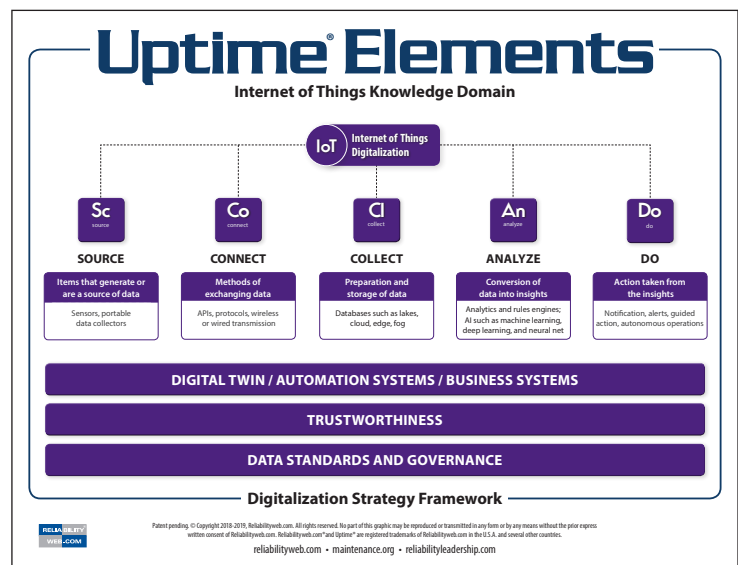 Uptime® Elements
Internet of Things Knowledge Domain
IoT
Internet of Things
Digitalization
Sc
source
Co
connect
Cl
collect
An
analyze
Do
do
SOURCE
CONNECT
COLLECT
ANALYZE
DO
Items that generate or
are a source of data
Sensors, portable
data collectors
Methods of
exchanging data
APIs, protocols, wireless
or wired transmission
Preparation and
storage of data
Databases such as lakes,
cloud, edge, fog
Conversion of
data into insights
Analytics and rules engines;
AI such as machine learning,
deep learning, and neural net
Action taken from
the insights
Notification, alerts, guided
action, autonomous operations
DIGITAL TWIN / AUTOMATION SYSTEMS / BUSINESS SYSTEMS
TRUSTWORTHINESS
DATA STANDARDS AND GOVERNANCE
Digitalization Strategy Framework
RELIABILITY
WEB.COM
Patent pending. © Copyright 2018-2019, Reliabilityweb.com. All rights reserved. No part of this graphic may be reproduced or transmitted in any form or by any means without the prior express
written consent of Reliabilityweb.com. Reliabilityweb.com® and Uptime® are registered trademarks of Reliabilityweb.com in the U.S.A. and several other countries.
reliabilityweb.com • maintenance.org • reliabilityleadership.com